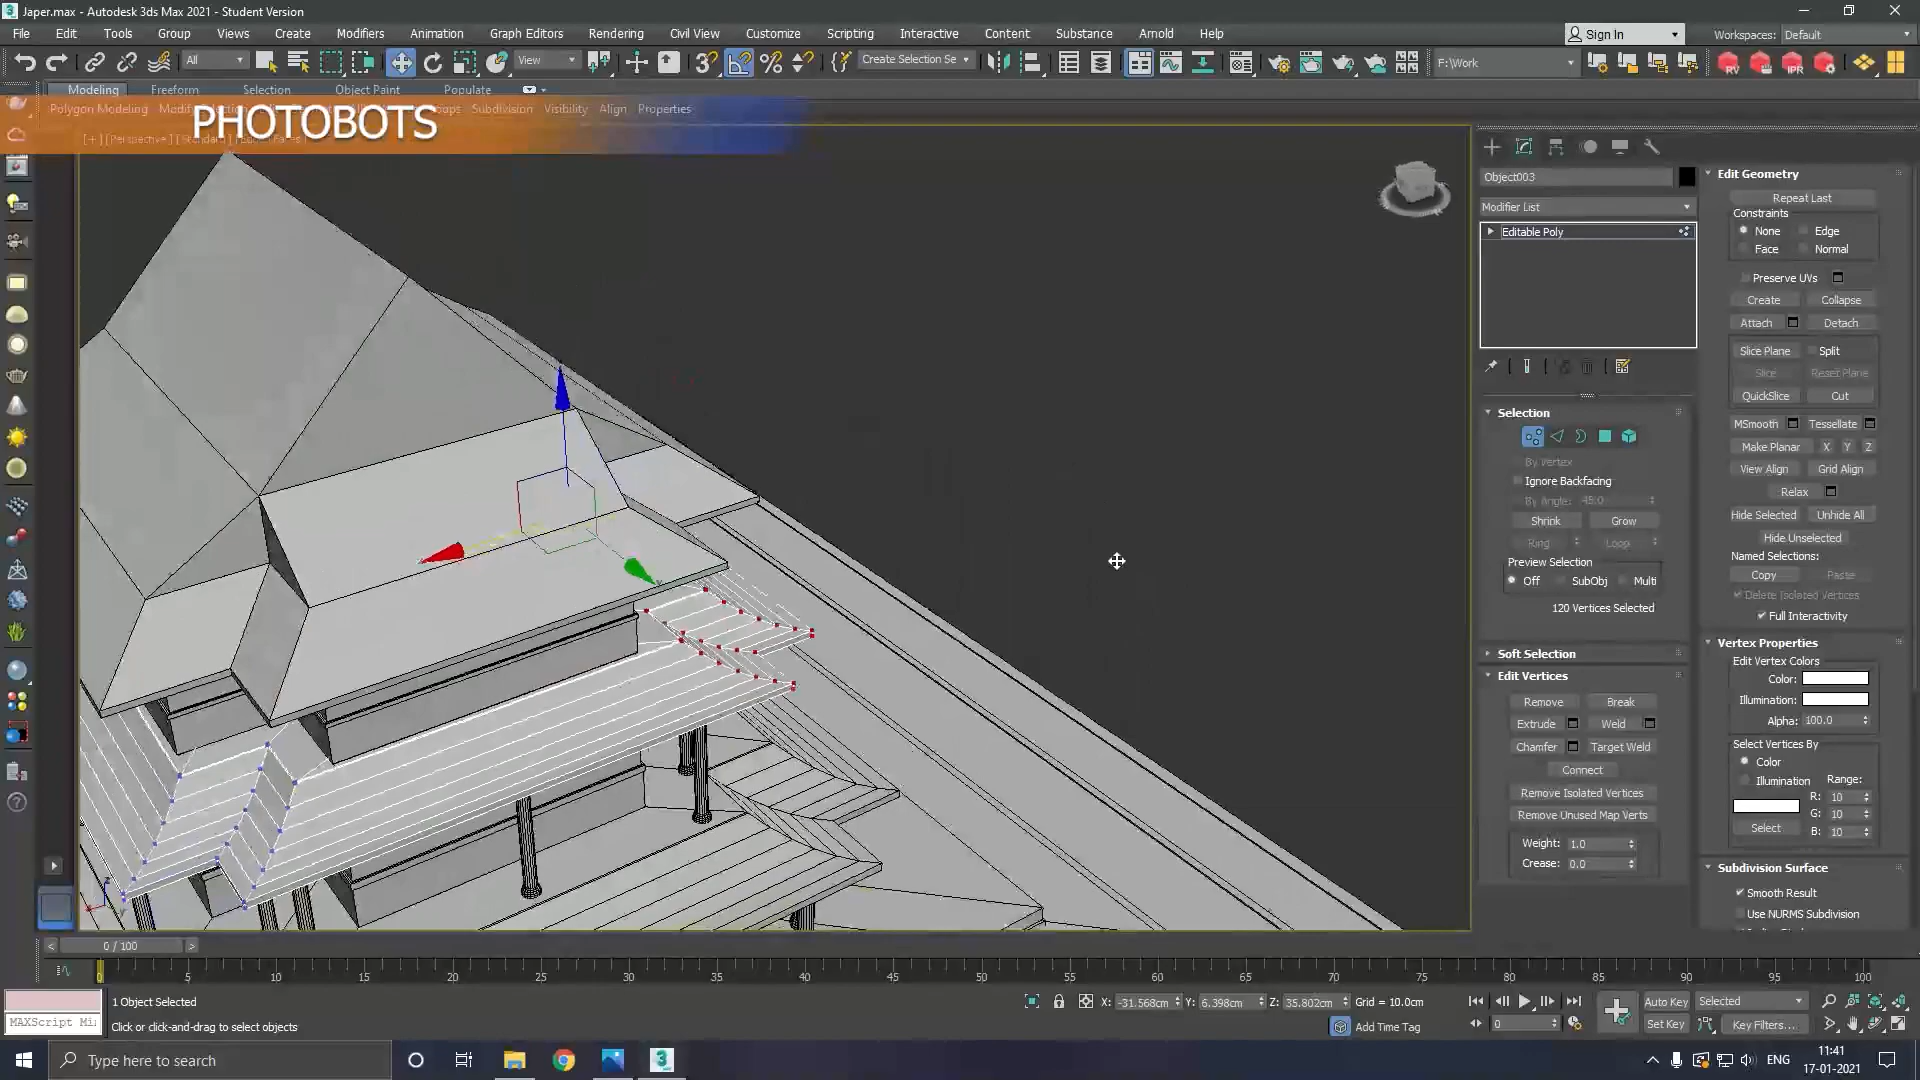 Japer.max - Autodesk 3ds Max 2021 - Student Version
File Edit Tools Group Views Create Modifiers Animation Graph Editors Rendering Civil View Customize Scripting Interactive Content Substance Arnold Help
Sign In
Workspaces: Default
All
View
Create Selection Se
F:\Work
Modeling Freeform Selection Object Paint Populate
Polygon Modeling Subdivision Visibility Align Properties
PHOTOBOTS
[+] [Perspective] [Standard]
Object003
Modifier List
Editable Poly
Selection
By Vertex
Ignore Backfacing
By Angle: 45.0
Shrink Grow
Ring Loop
Preview Selection
Off SubObj Multi
120 Vertices Selected
Soft Selection
Edit Vertices
Remove Break
Extrude Weld
Chamfer Target Weld
Connect
Remove Isolated Vertices
Remove Unused Map Verts
Weight: 1.0
Crease: 0.0
Edit Geometry
Repeat Last
Constraints
None Edge
Face Normal
Preserve UVs
Create Collapse
Attach Detach
Slice Plane Split
Slice Reset Plane
QuickSlice Cut
MSmooth Tessellate
Make Planar X Y Z
View Align Grid Align
Relax
Hide Selected Unhide All
Hide Unselected
Named Selections:
Copy Paste
Delete Isolated Vertices
Full Interactivity
Vertex Properties
Edit Vertex Colors
Color:
Illumination:
Alpha: 100.0
Select Vertices By
Color
Illumination Range:
R: 10
G: 10
B: 10
Select
Subdivision Surface
Smooth Result
Use NURMS Subdivision
< 0 / 100 >
0 5 10 15 20 25 30 35 40 45 50 55 60 65 70 75 80 85 90 95 100
1 Object Selected
MAXScript Mi
Click or click-and-drag to select objects
X: -31.568cm Y: 6.398cm Z: 35.802cm Grid = 10.0cm
Add Time Tag
0
Auto Key Selected
Set Key Key Filters...
Type here to search
ENG
11:41
17-01-2021